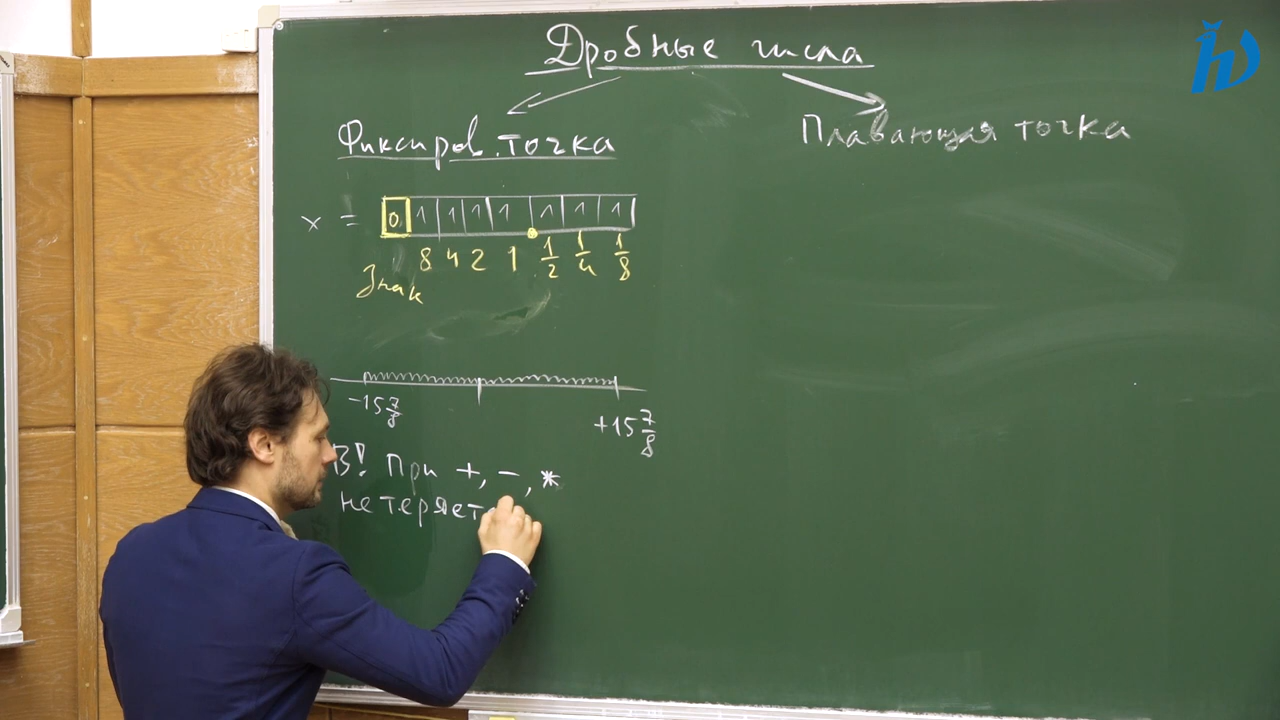 Дробные числа
Фиксиров. точка
Плавающая точка
x = 0 1 1 1 1 1 1 1
8 4 2 1 1/2 1/4 1/8
Знак
-15 7/8
+15 7/8
В! При +, -, *
не теряет